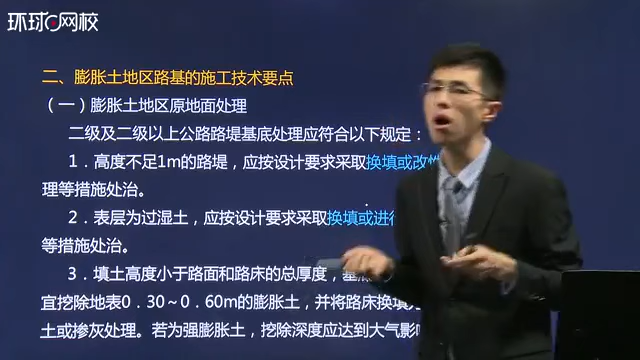 环球网校
二、膨胀土地区路基的施工技术要点
（一）膨胀土地区原地面处理
二级及二级以上公路路堤基底处理应符合以下规定：
1．高度不足1m的路堤，应按设计要求采取换填或改性
理等措施处治。
2．表层为过湿土，应按设计要求采取换填或进行
等措施处治。
3．填土高度小于路面和路床的总厚度，基底
宜挖除地表0．30～0．60m的膨胀土，并将路床换填
土或掺灰处理。若为强膨胀土，挖除深度应达到大气影